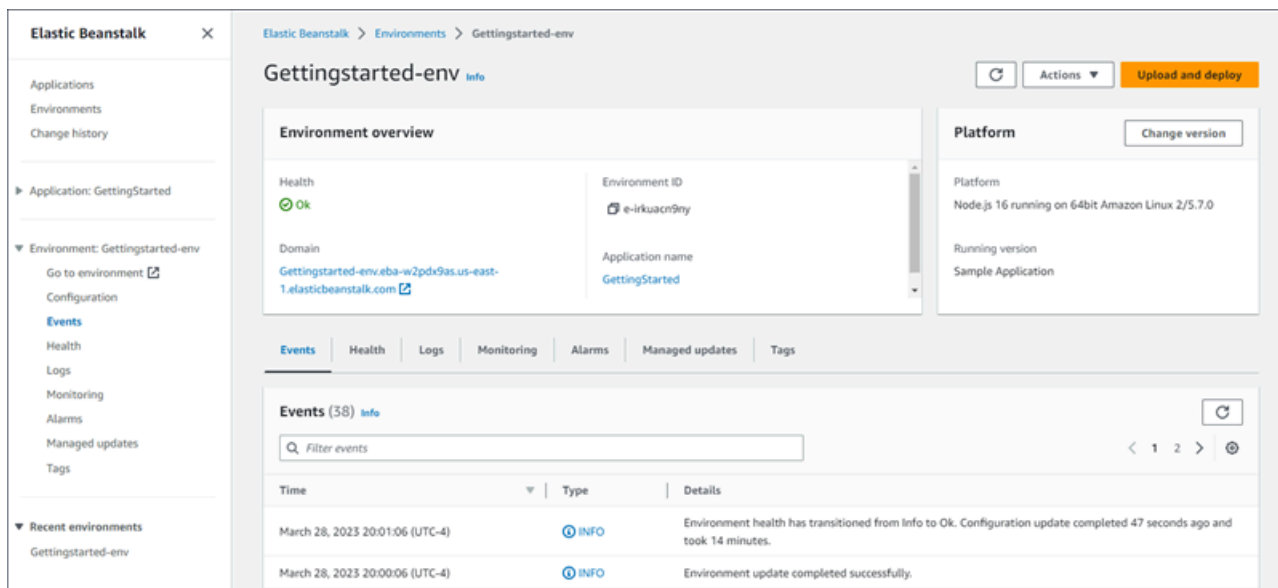 Elastic Beanstalk
Applications
Environments
Change history
Application: GettingStarted
Environment: Gettingstarted-env
Go to environment
Configuration
Events
Health
Logs
Monitoring
Alarms
Managed updates
Tags
Recent environments
Gettingstarted-env
Elastic Beanstalk > Environments > Gettingstarted-env
Gettingstarted-env Info
Actions
Upload and deploy
Environment overview
Health
Ok
Domain
Gettingstarted-env.eba-w2pdx9as.us-east-
1.elasticbeanstalk.com
Environment ID
e-irkuacn9ny
Application name
GettingStarted
Platform
Change version
Platform
Node.js 16 running on 64bit Amazon Linux 2/5.7.0
Running version
Sample Application
Events Health Logs Monitoring Alarms Managed updates Tags
Events (38) Info
Filter events
1 2
Time Type Details
March 28, 2023 20:01:06 (UTC-4) INFO Environment health has transitioned from Info to Ok. Configuration update completed 47 seconds ago and
took 14 minutes.
March 28, 2023 20:00:06 (UTC-4) INFO Environment update completed successfully.